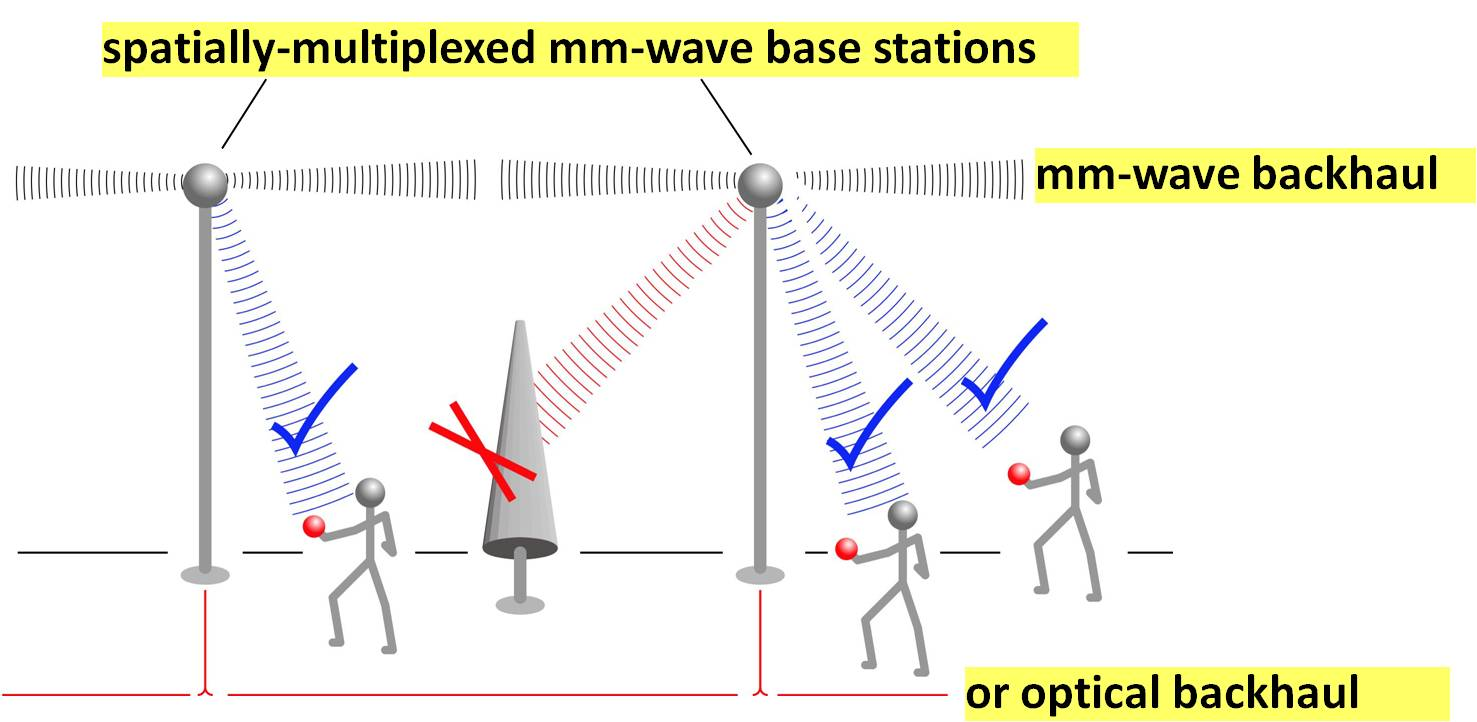 spatially-multiplexed mm-wave base stations
mm-wave backhaul
or optical backhaul